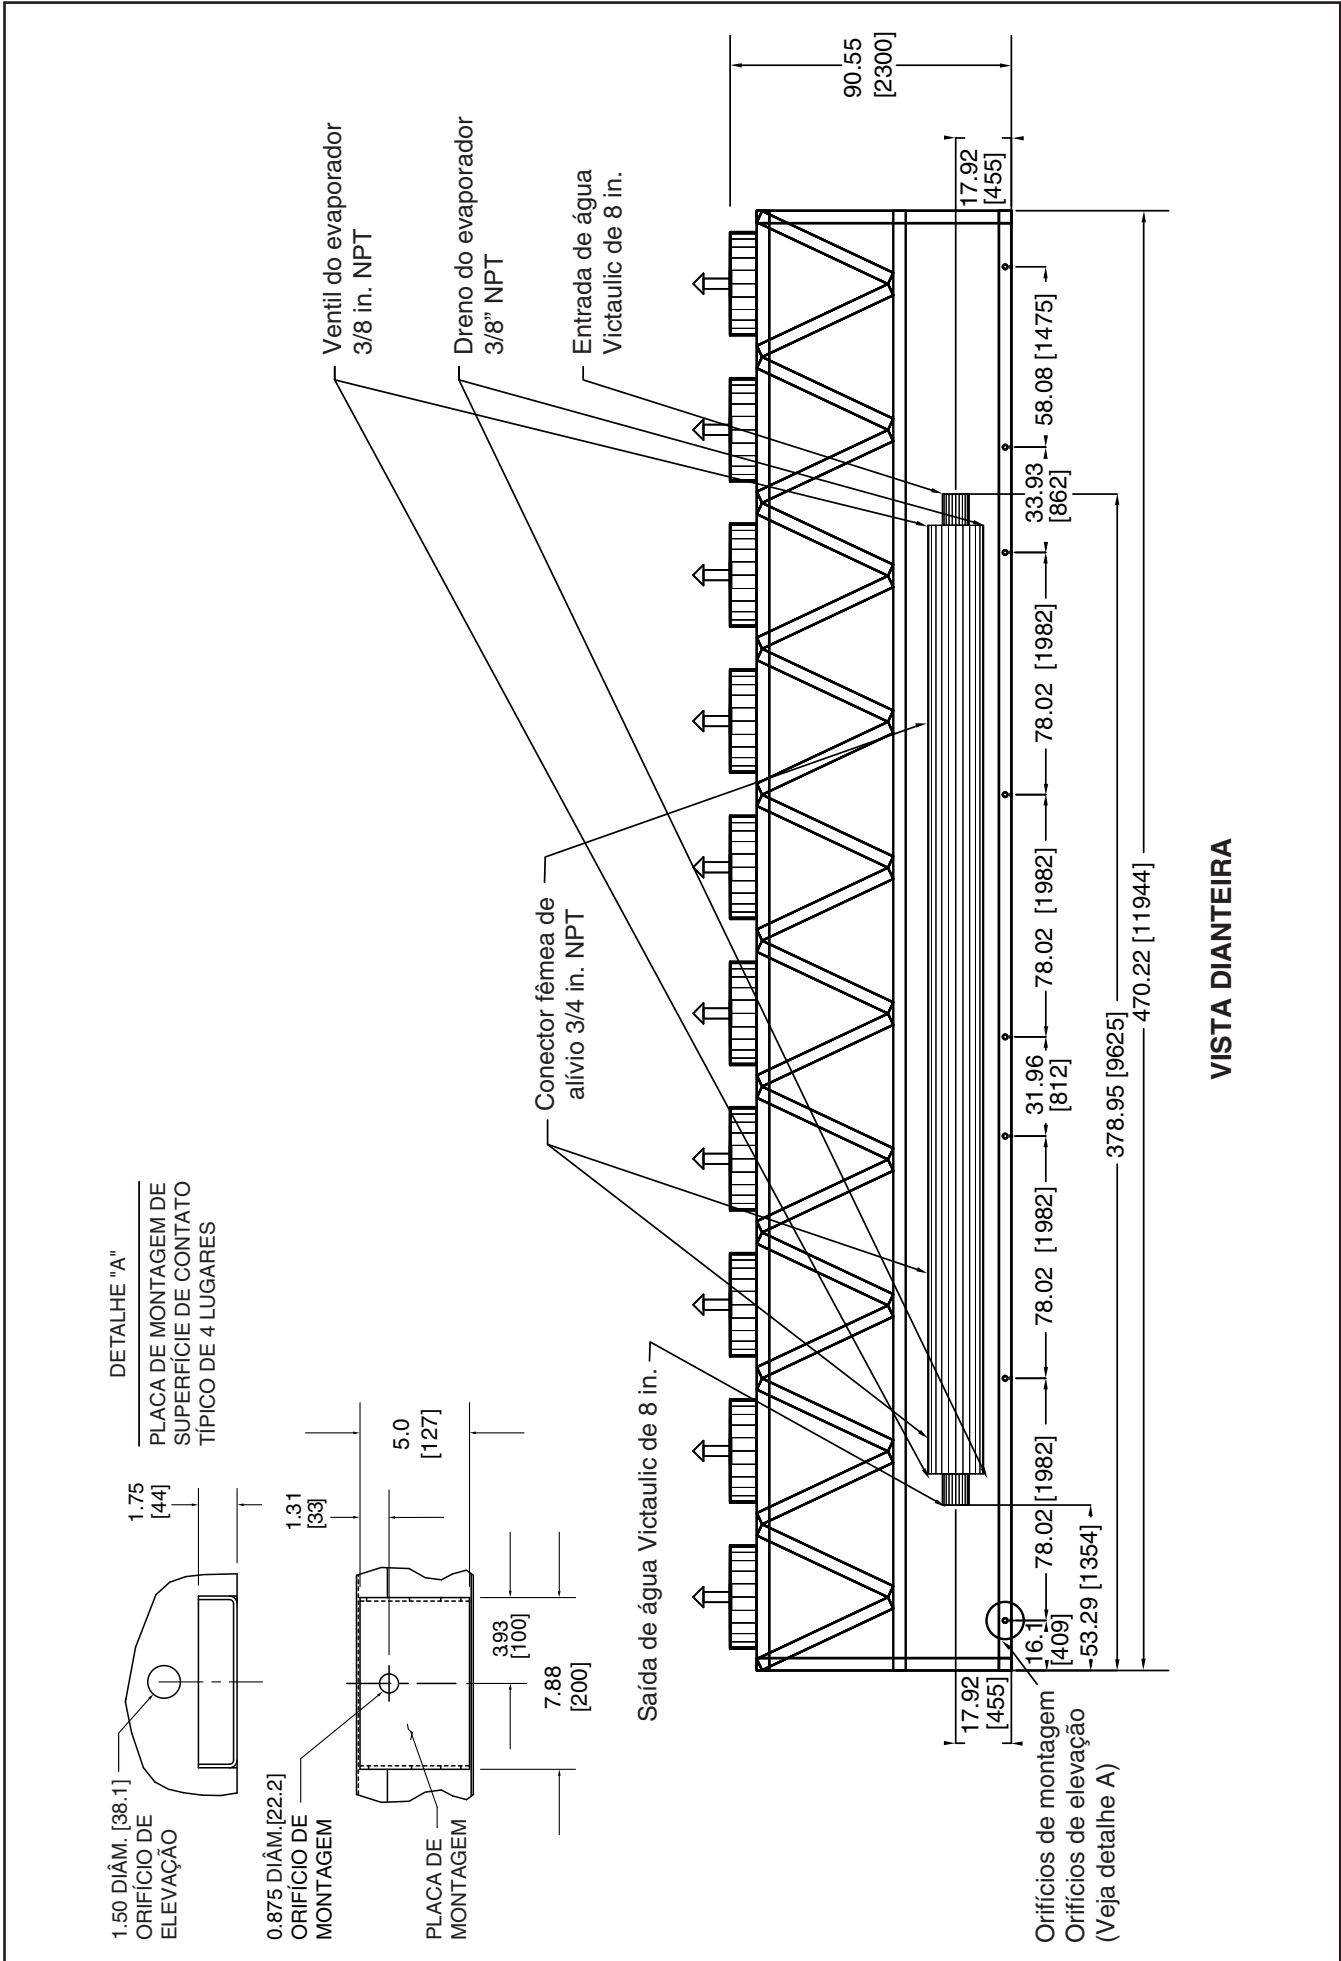 DETALHE "A"
PLACA DE MONTAGEM DE
SUPERFÍCIE DE CONTATO
TÍPICO DE 4 LUGARES
1.50 DIÂM. [38.1]
ORIFÍCIO DE
ELEVAÇÃO
1.75
[44]
0.875 DIÂM.[22.2]
ORIFÍCIO DE
MONTAGEM
1.31
[33]
5.0
[127]
PLACA DE
MONTAGEM
3.93
[100]
7.88
[200]
Ventil do evaporador
3/8 in. NPT
Dreno do evaporador
3/8” NPT
Entrada de água
Victaulic de 8 in.
Conector fêmea de
alívio 3/4 in. NPT
Saída de água Victaulic de 8 in.
90.55
[2300]
17.92
[455]
17.92
[455]
Orifícios de montagem
Orifícios de elevação
(Veja detalhe A)
16.1
[409]
78.02 [1982]
78.02 [1982]
31.96
[812]
78.02 [1982]
78.02 [1982]
33.93
[862]
58.08 [1475]
53.29 [1354]
378.95 [9625]
470.22 [11944]
VISTA DIANTEIRA